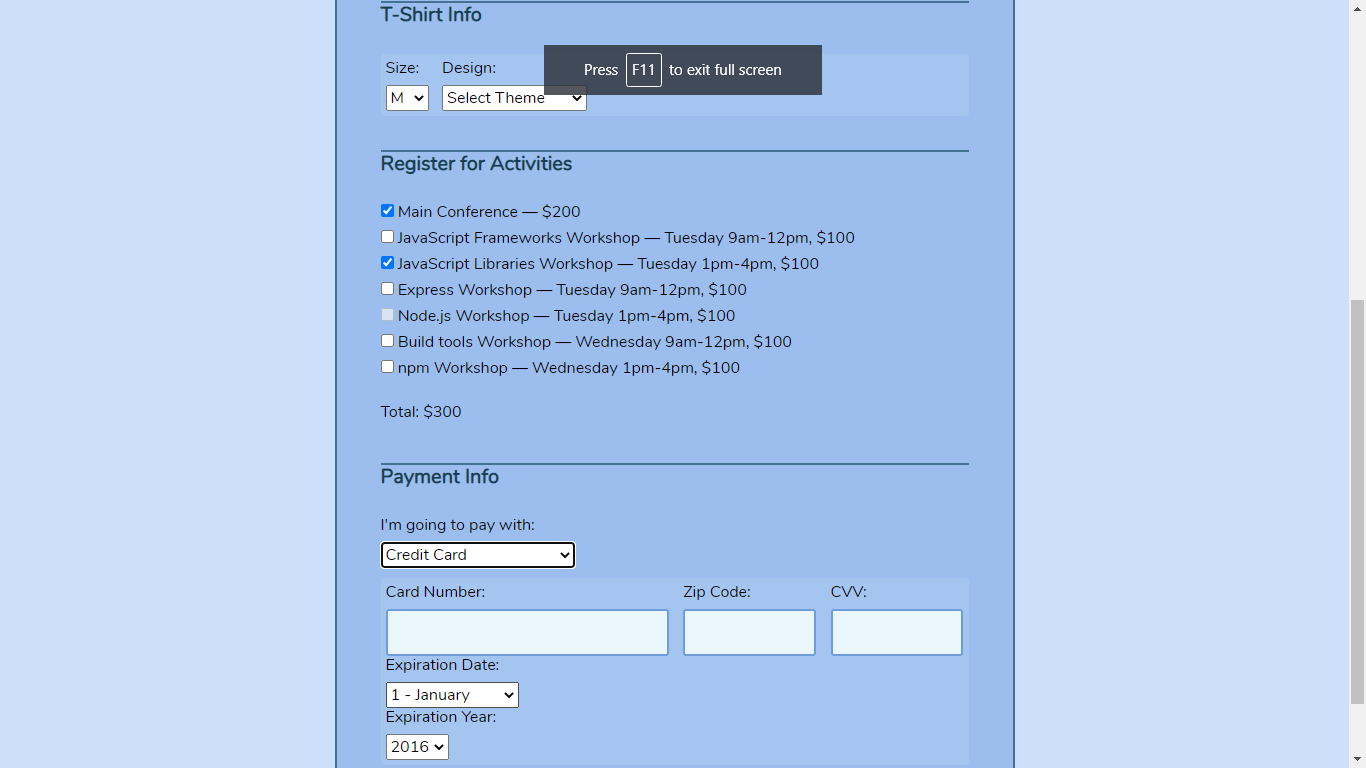 T-Shirt Info
Press F11 to exit full screen
Size: Design:
M Select Theme
Register for Activities
Main Conference — $200
JavaScript Frameworks Workshop — Tuesday 9am-12pm, $100
JavaScript Libraries Workshop — Tuesday 1pm-4pm, $100
Express Workshop — Tuesday 9am-12pm, $100
Node.js Workshop — Tuesday 1pm-4pm, $100
Build tools Workshop — Wednesday 9am-12pm, $100
npm Workshop — Wednesday 1pm-4pm, $100
Total: $300
Payment Info
I'm going to pay with:
Credit Card
Card Number: Zip Code: CVV:
Expiration Date:
1 - January
Expiration Year:
2016